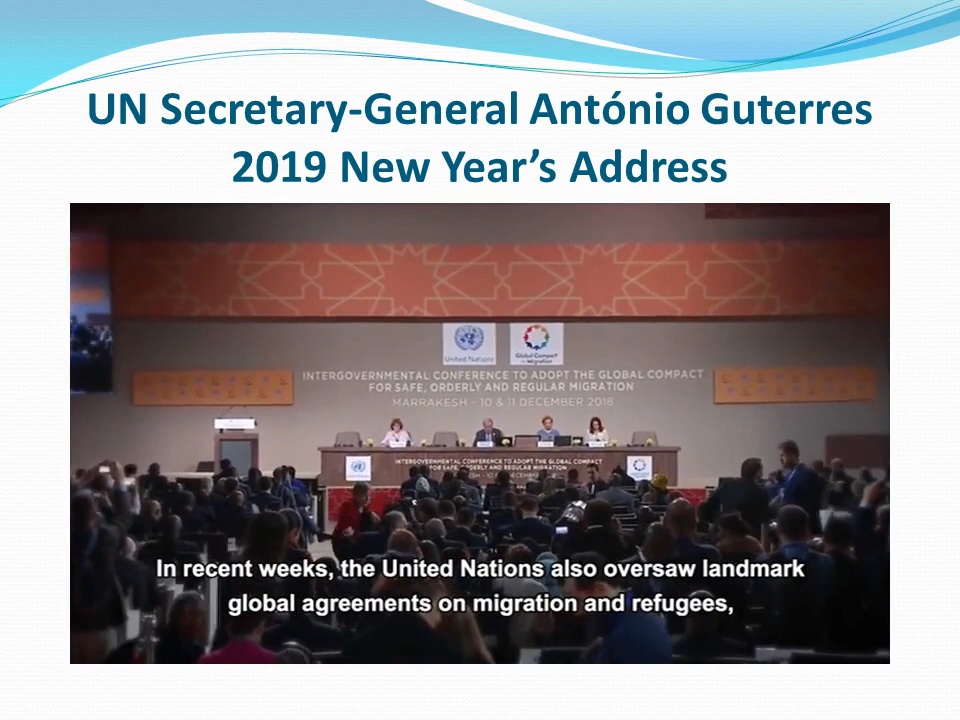 UN Secretary-General António Guterres
2019 New Year’s Address
United Nations
Global Compact
Migration
INTERGOVERNMENTAL CONFERENCE TO ADOPT THE GLOBAL COMPACT
FOR SAFE, ORDERLY AND REGULAR MIGRATION
MARRAKESH - 10 & 11 DECEMBER 2018
INTERGOVERNMENTAL CONFERENCE TO ADOPT THE GLOBAL COMPACT
FOR SAFE, ORDERLY AND REGULAR MIGRATION
In recent weeks, the United Nations also oversaw landmark
global agreements on migration and refugees,